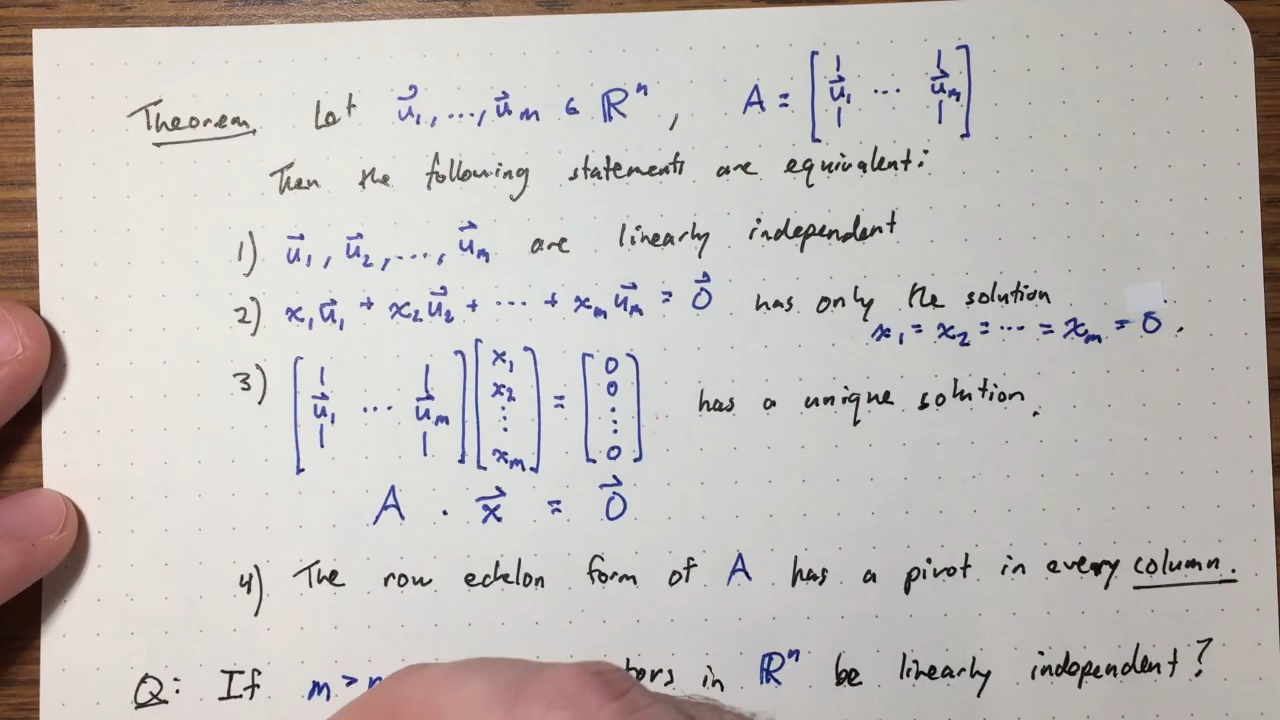 Theorem Let u⃗₁, ..., u⃗ₘ ∈ ℝⁿ, A = [u⃗₁ ... u⃗ₘ]
Then the following statements are equivalent:
1) u⃗₁, u⃗₂, ..., u⃗ₘ are linearly independent
2) x₁u⃗₁ + x₂u⃗₂ + ... + xₘu⃗ₘ = 0⃗ has only the solution
x₁ = x₂ = ... = xₘ = 0.
3) [u⃗₁ ... u⃗ₘ] [x₁ x₂ ⋮ xₘ] = [0 0 ⋮ 0] has a unique solution.
A · x⃗ = 0⃗
4) The row echelon form of A has a pivot in every column.
Q: If m > in ℝⁿ be linearly independent?